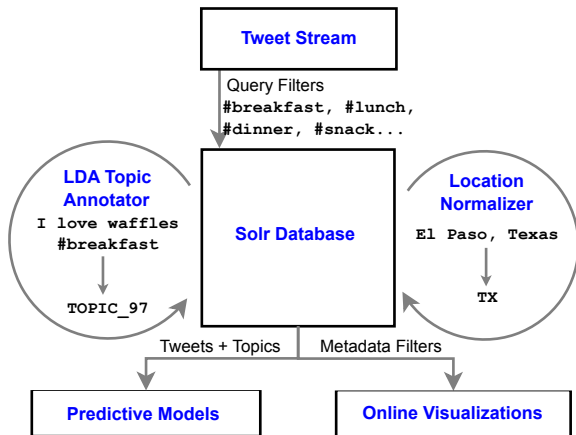 Tweet Stream
Query Filters
#breakfast, #lunch,
#dinner, #snack...
LDA Topic
Annotator
I love waffles
#breakfast
TOPIC_97
Solr Database
Location
Normalizer
El Paso, Texas
TX
Tweets + Topics
Metadata Filters
Predictive Models
Online Visualizations